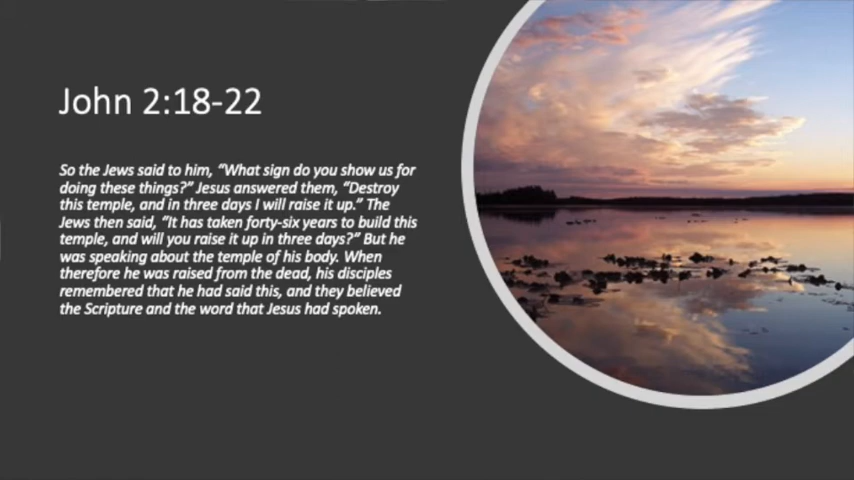 John 2:18-22
So the Jews said to him, “What sign do you show us for
doing these things?” Jesus answered them, “Destroy
this temple, and in three days I will raise it up.” The
Jews then said, “It has taken forty-six years to build this
temple, and will you raise it up in three days?” But he
was speaking about the temple of his body. When
therefore he was raised from the dead, his disciples
remembered that he had said this, and they believed
the Scripture and the word that Jesus had spoken.